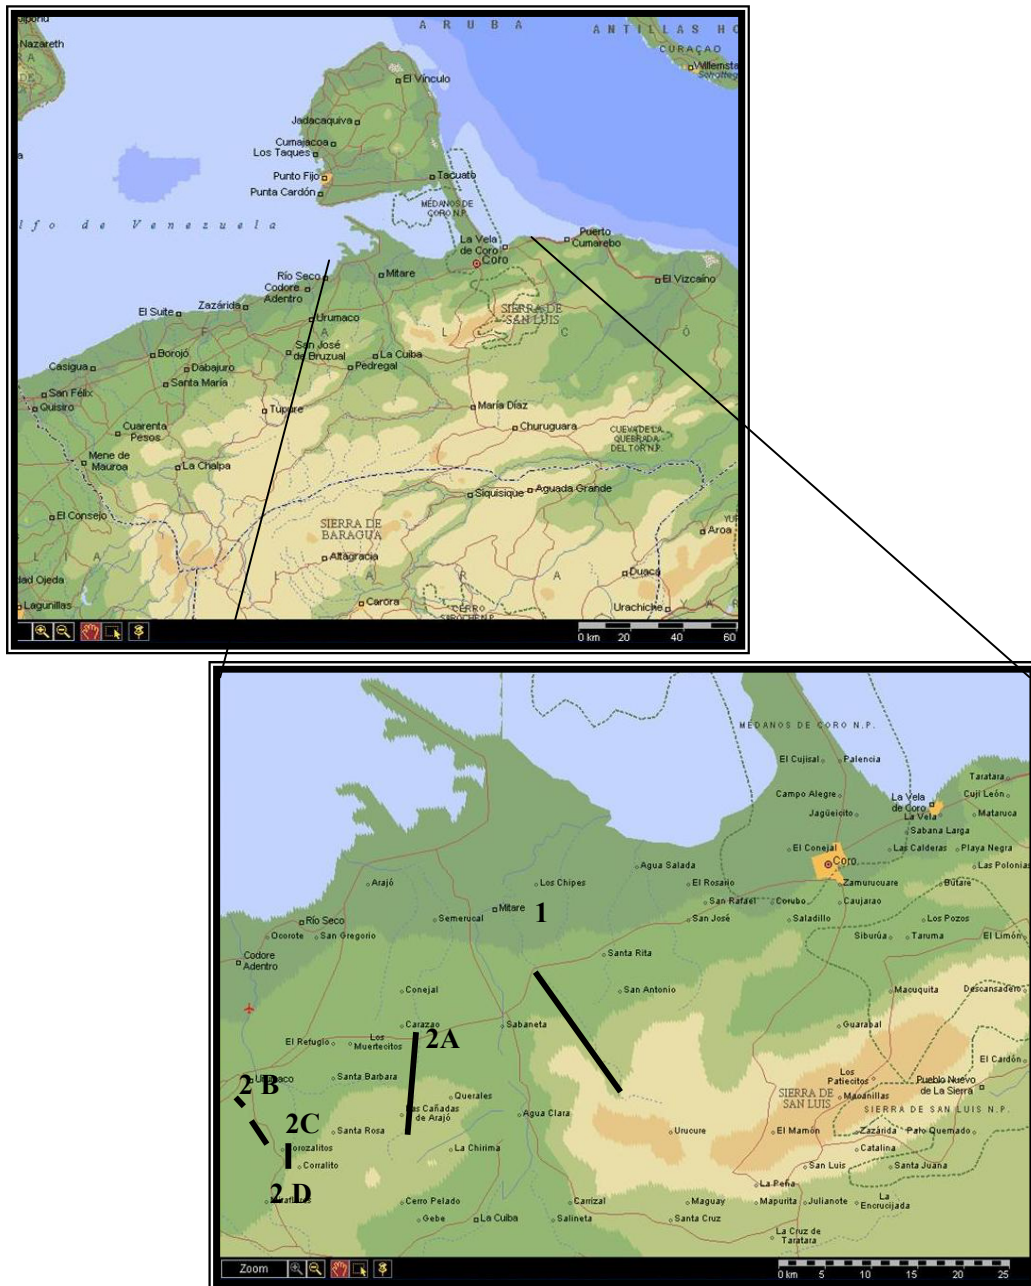 A R U B A
ANTILLAS HO
CURAÇAO
Willemsta
Nazareth
El Vínculo
Jadacaquiva
Cumajacoa
Los Taques
Punto Fijo
Punta Cardón
Tacuato
MÉDANOS DE
CORO N.P.
lfo de Venezuela
La Vela
de Coro
Puerto
Cumarebo
Coro
Río Seco
Mitare
El Vizcaíno
Codore
Adentro
Zazárida
El Suite
Urumaco
SIERRA DE
SAN LUIS
F A L C Ó
San José
de Bruzual
La Cuiba
Borojó
Pedregal
Casigua
Dabajuro
Santa María
San Félix
Quisiro
Túpure
María Díaz
Churuguara
Cuarenta
Pesos
CUEVA DE LA
QUEBRADA
DEL TORO N.P.
Mene de
Mauroa
La Chalpa
Siquisique
Aguada Grande
El Consejo
SIERRA DE
BARAGUA
Aroa
YUR
L I A
Altagracia
L A R A
dad Ojeda
Duaca
Lagunillas
Carora
CERRO
Urachiche
Y A R
0 km 20 40 60
MÉDANOS DE CORO N.P.
El Cujisal
Palencia
Taratara
Campo Alegre
La Vela
de Coro
Cují León
Jagüeicito
La Vela
Mataruca
Sabana Larga
El Conejal
Las Calderas
Playa Negra
Coro
Agua Salada
Las Polonias
Arajó
Los Chipes
El Rosario
Zamurucuare
Bútare
Mitare
1
San Rafael
Corubo
Caujarao
Río Seco
Semerucal
San José
Saladillo
Los Pozos
Ocorote
San Gregorio
Siburúa
Taruma
El Limón
Codore
Adentro
Santa Rita
Conejal
San Antonio
Macuquita
Descansadero
Carazao
Sabaneta
Guarabal
El Refugio
Los
Muertecitos
2A
El Cardón
Urumaco
2 B
Santa Barbara
Los
Patiecitos
Pueblo Nuevo
de La Sierra
Querales
SIERRA DE
SAN LUIS
Macanillas
Las Cañadas
de Arajó
Agua Clara
SIERRA DE SAN LUIS N.P.
2C
Santa Rosa
Urucure
El Mamón
Zazárida
Palo Quemado
Corozalitos
La Chirima
Catalina
Corralito
San Luis
Santa Juana
2 D
La Peña
Miraflores
Cerro Pelado
Carrizal
Maguay
Mapurita
Julianote
La
Encrucijada
Gebe
La Cuiba
Salineta
Santa Cruz
La Cruz de
Taratara
Zoom
0 km 5 10 15 20 25